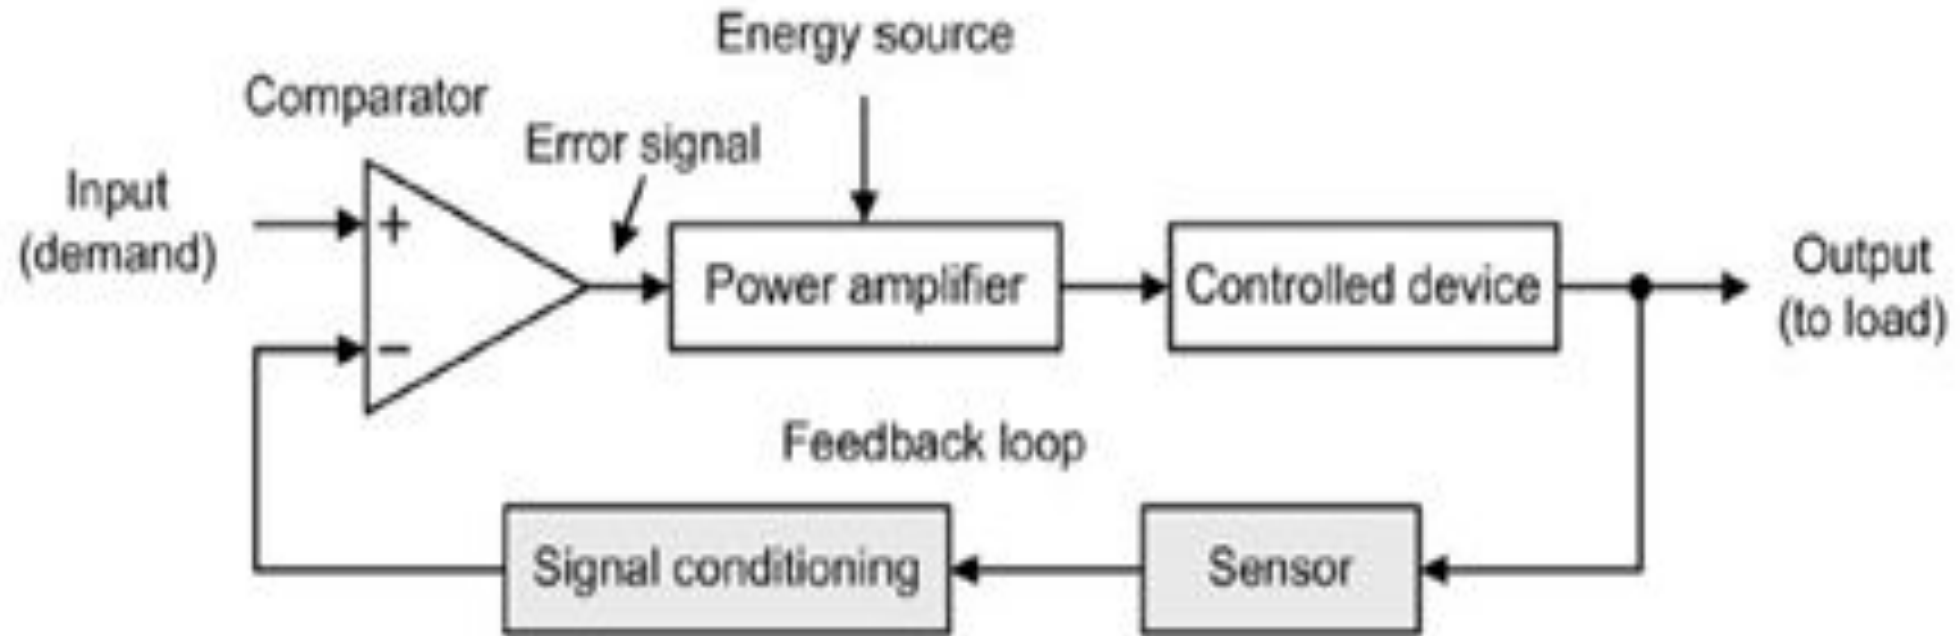 Energy source
Comparator
Error signal
Input
(demand)
+
Power amplifier
Controlled device
Output
(to load)
−
Feedback loop
Signal conditioning
Sensor